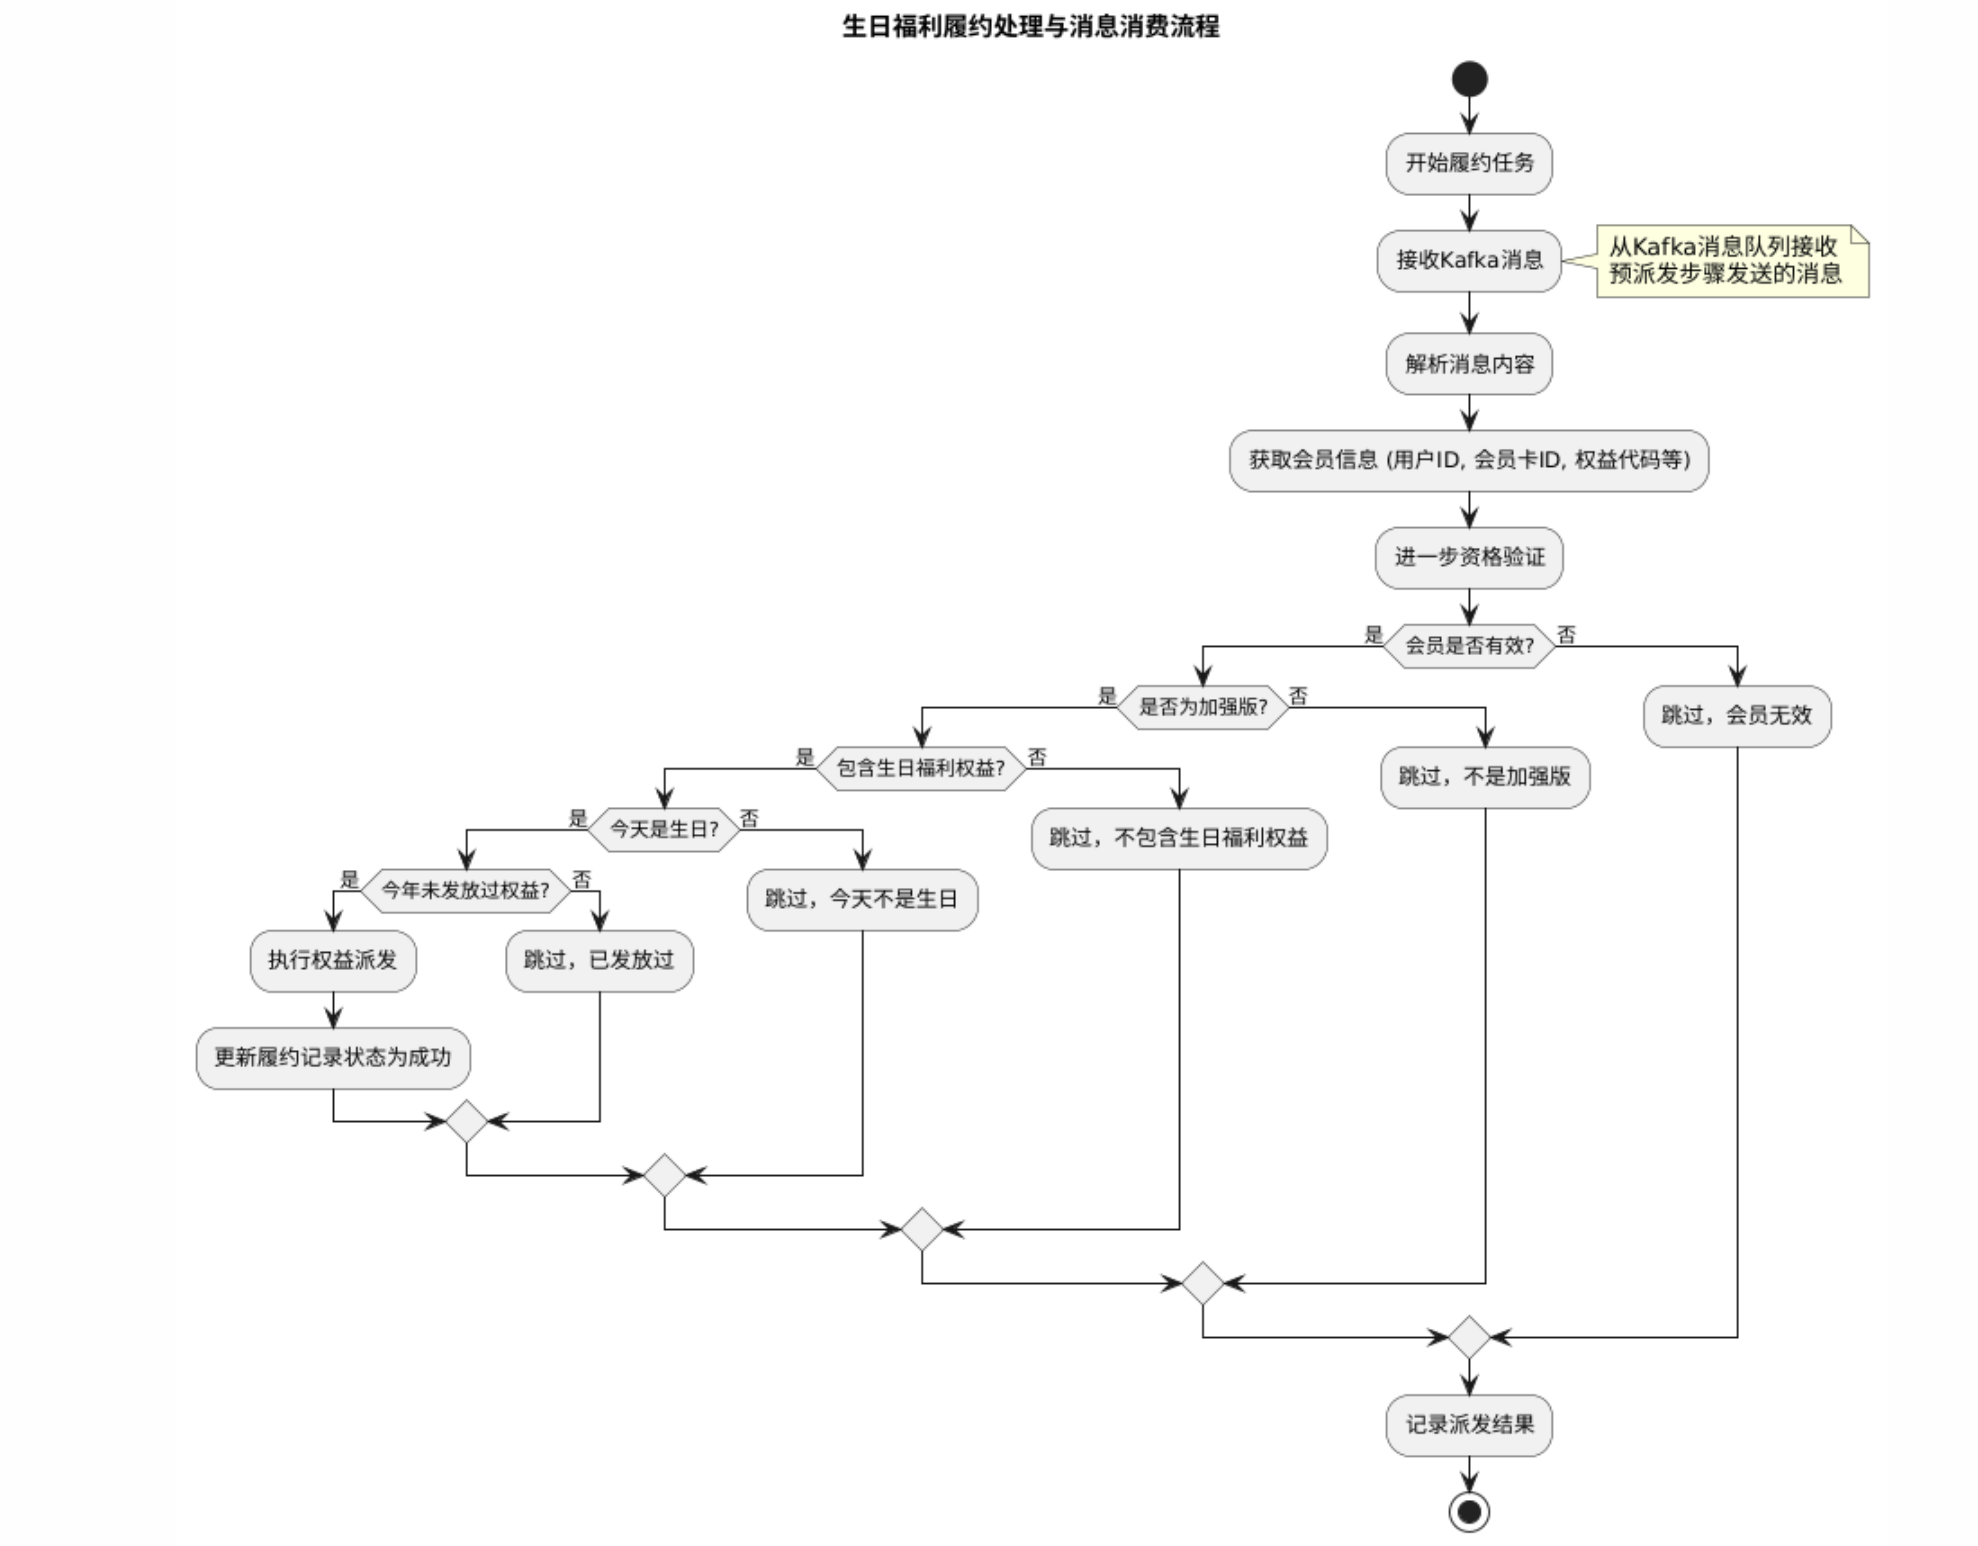 生日福利履约处理与消息消费流程
开始履约任务
接收Kafka消息
从Kafka消息队列接收
预派发步骤发送的消息
解析消息内容
获取会员信息 (用户ID, 会员卡ID, 权益代码等)
进一步资格验证
是
会员是否有效?
否
是
是否为加强版?
否
跳过，会员无效
是
包含生日福利权益?
否
跳过，不是加强版
是
今天是生日?
否
跳过，不包含生日福利权益
是
今年未发放过权益?
否
跳过，今天不是生日
执行权益派发
跳过，已发放过
更新履约记录状态为成功
记录派发结果